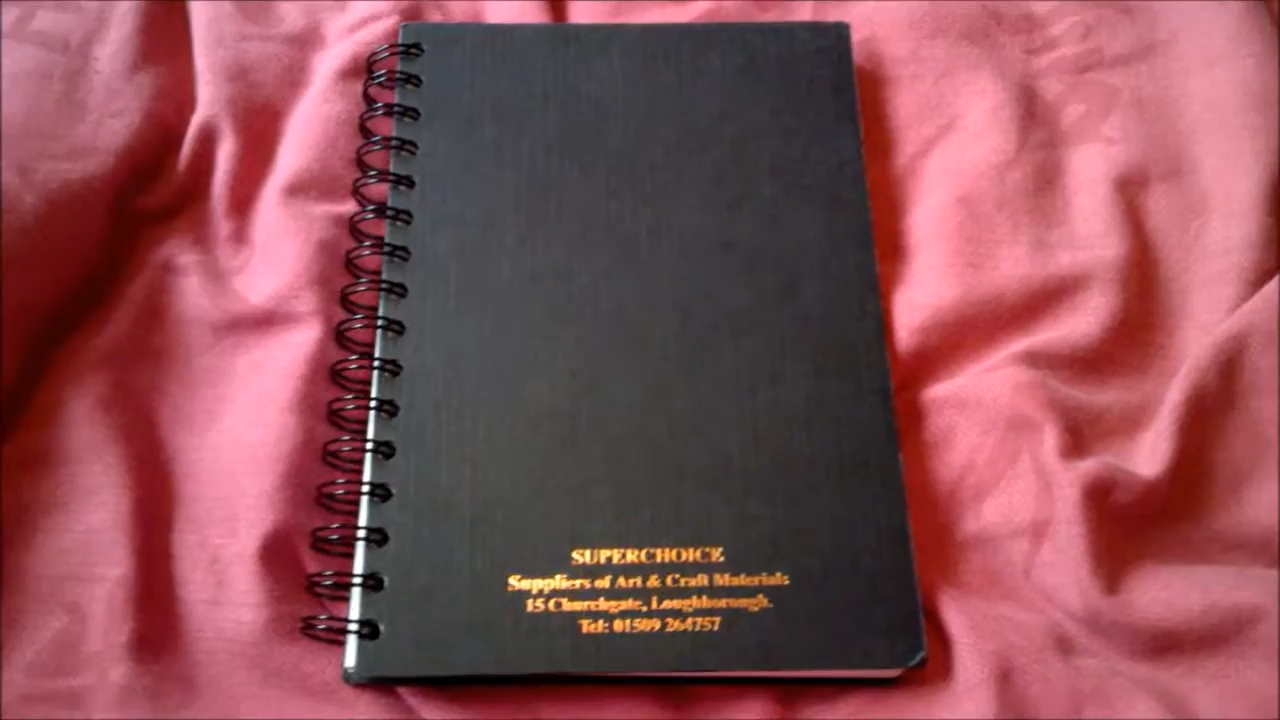 SUPERCHOICE
Suppliers of Art & Craft Materials
15 Churchgate, Loughborough.
Tel: 01509 264757